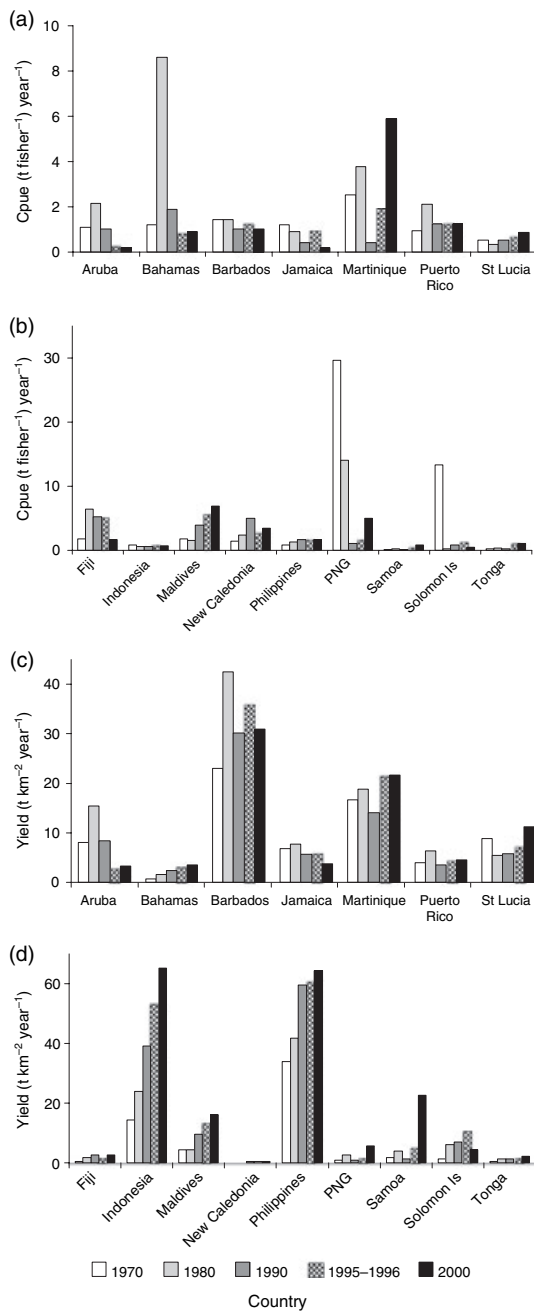 (a)
10
8
6
4
2
0
Cpue (t fisher⁻¹) year⁻¹)
Aruba Bahamas Barbados Jamaica Martinique Puerto Rico St Lucia
(b)
30
20
10
0
Cpue (t fisher⁻¹) year⁻¹)
Fiji Indonesia Maldives New Caledonia Philippines PNG Samoa Solomon Is Tonga
(c)
40
30
20
10
0
Yield (t km⁻² year⁻¹)
Aruba Bahamas Barbados Jamaica Martinique Puerto Rico St Lucia
(d)
60
40
20
0
Yield (t km⁻² year⁻¹)
Fiji Indonesia Maldives New Caledonia Philippines PNG Samoa Solomon Is Tonga
1970 1980 1990 1995–1996 2000
Country